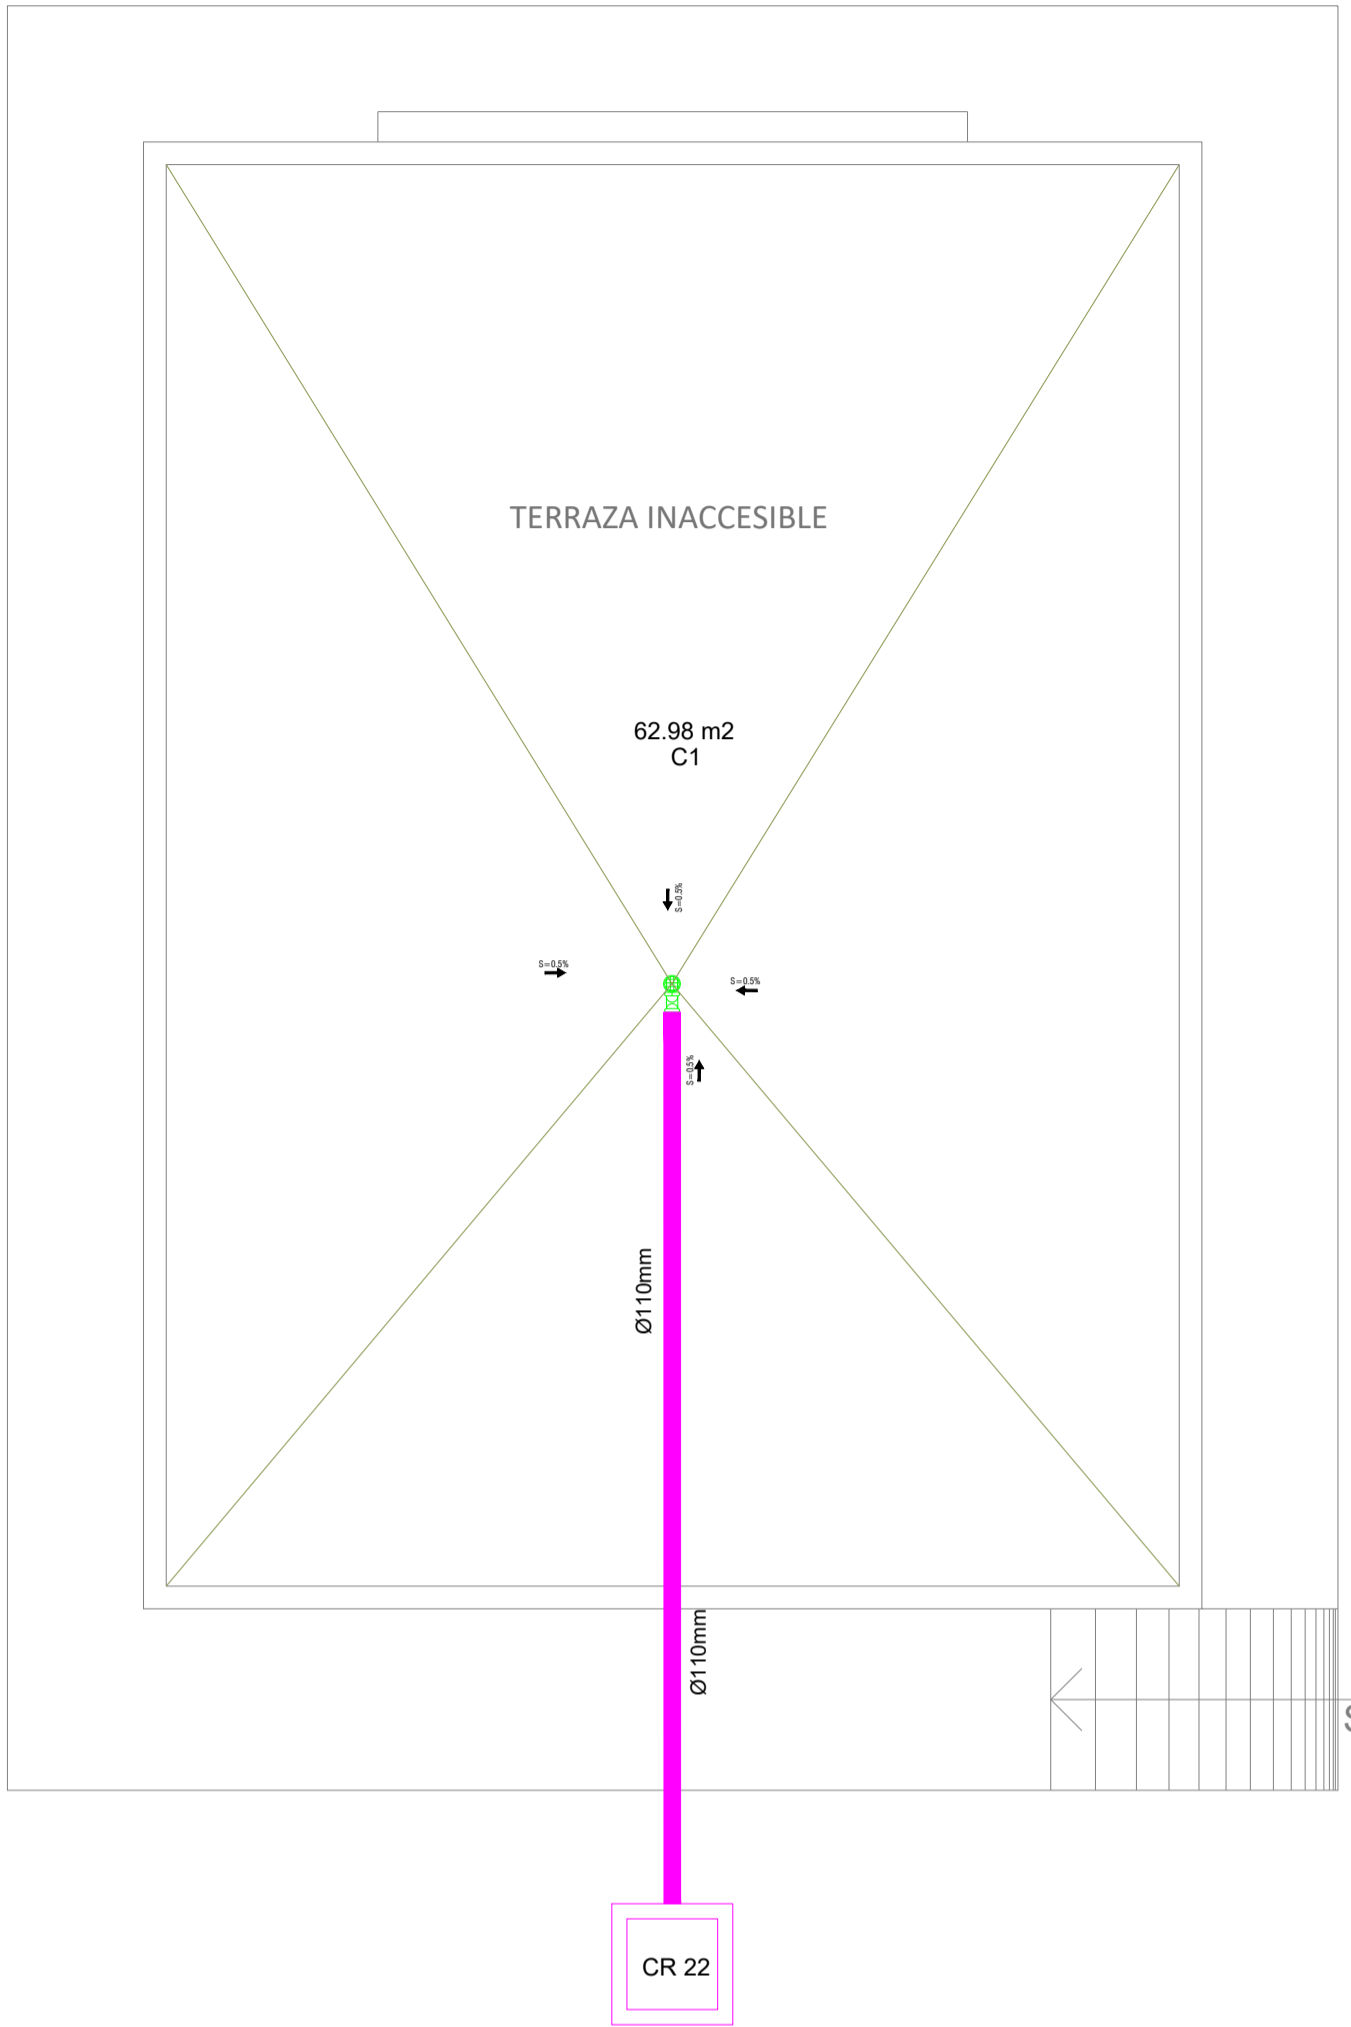 TERRAZA INACCESIBLE
62.98 m2
C1
S=0.5%
S=0.5%
S=0.5%
S=0.5%
Ø110mm
Ø110mm
S
CR 22